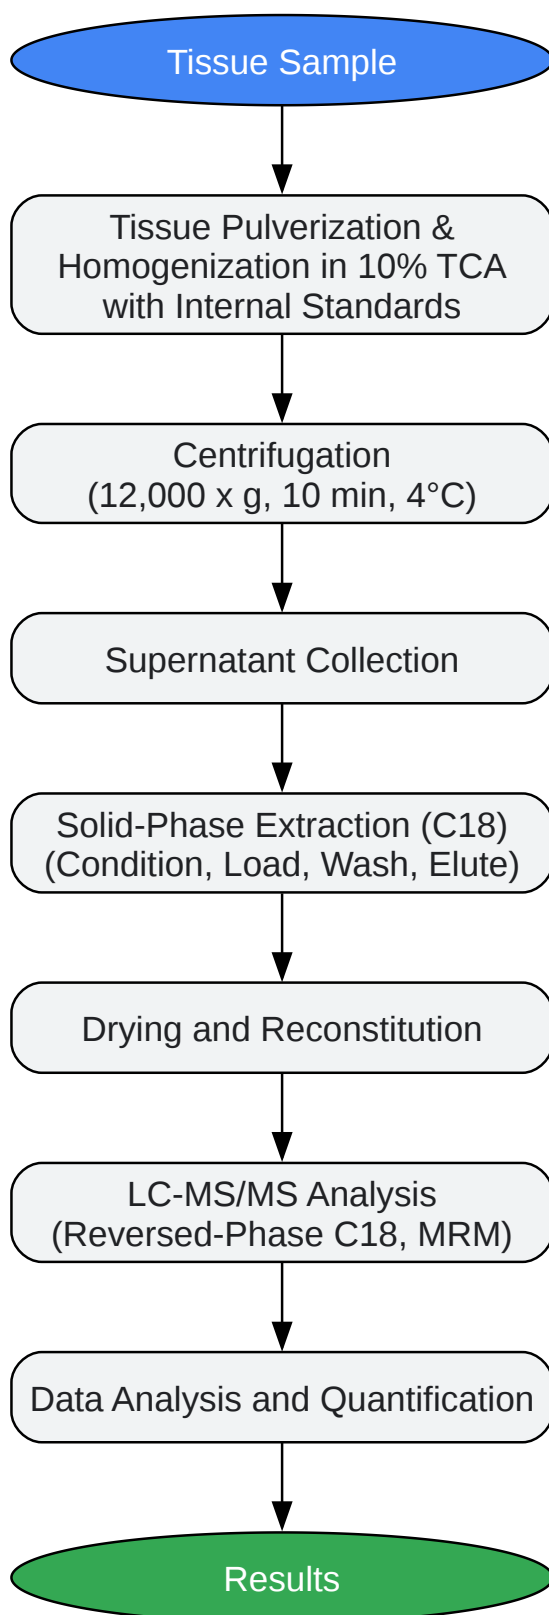 Tissue Sample
Tissue Pulverization &
Homogenization in 10% TCA
with Internal Standards
Centrifugation
(12,000 x g, 10 min, 4°C)
Supernatant Collection
Solid-Phase Extraction (C18)
(Condition, Load, Wash, Elute)
Drying and Reconstitution
LC-MS/MS Analysis
(Reversed-Phase C18, MRM)
Data Analysis and Quantification
Results